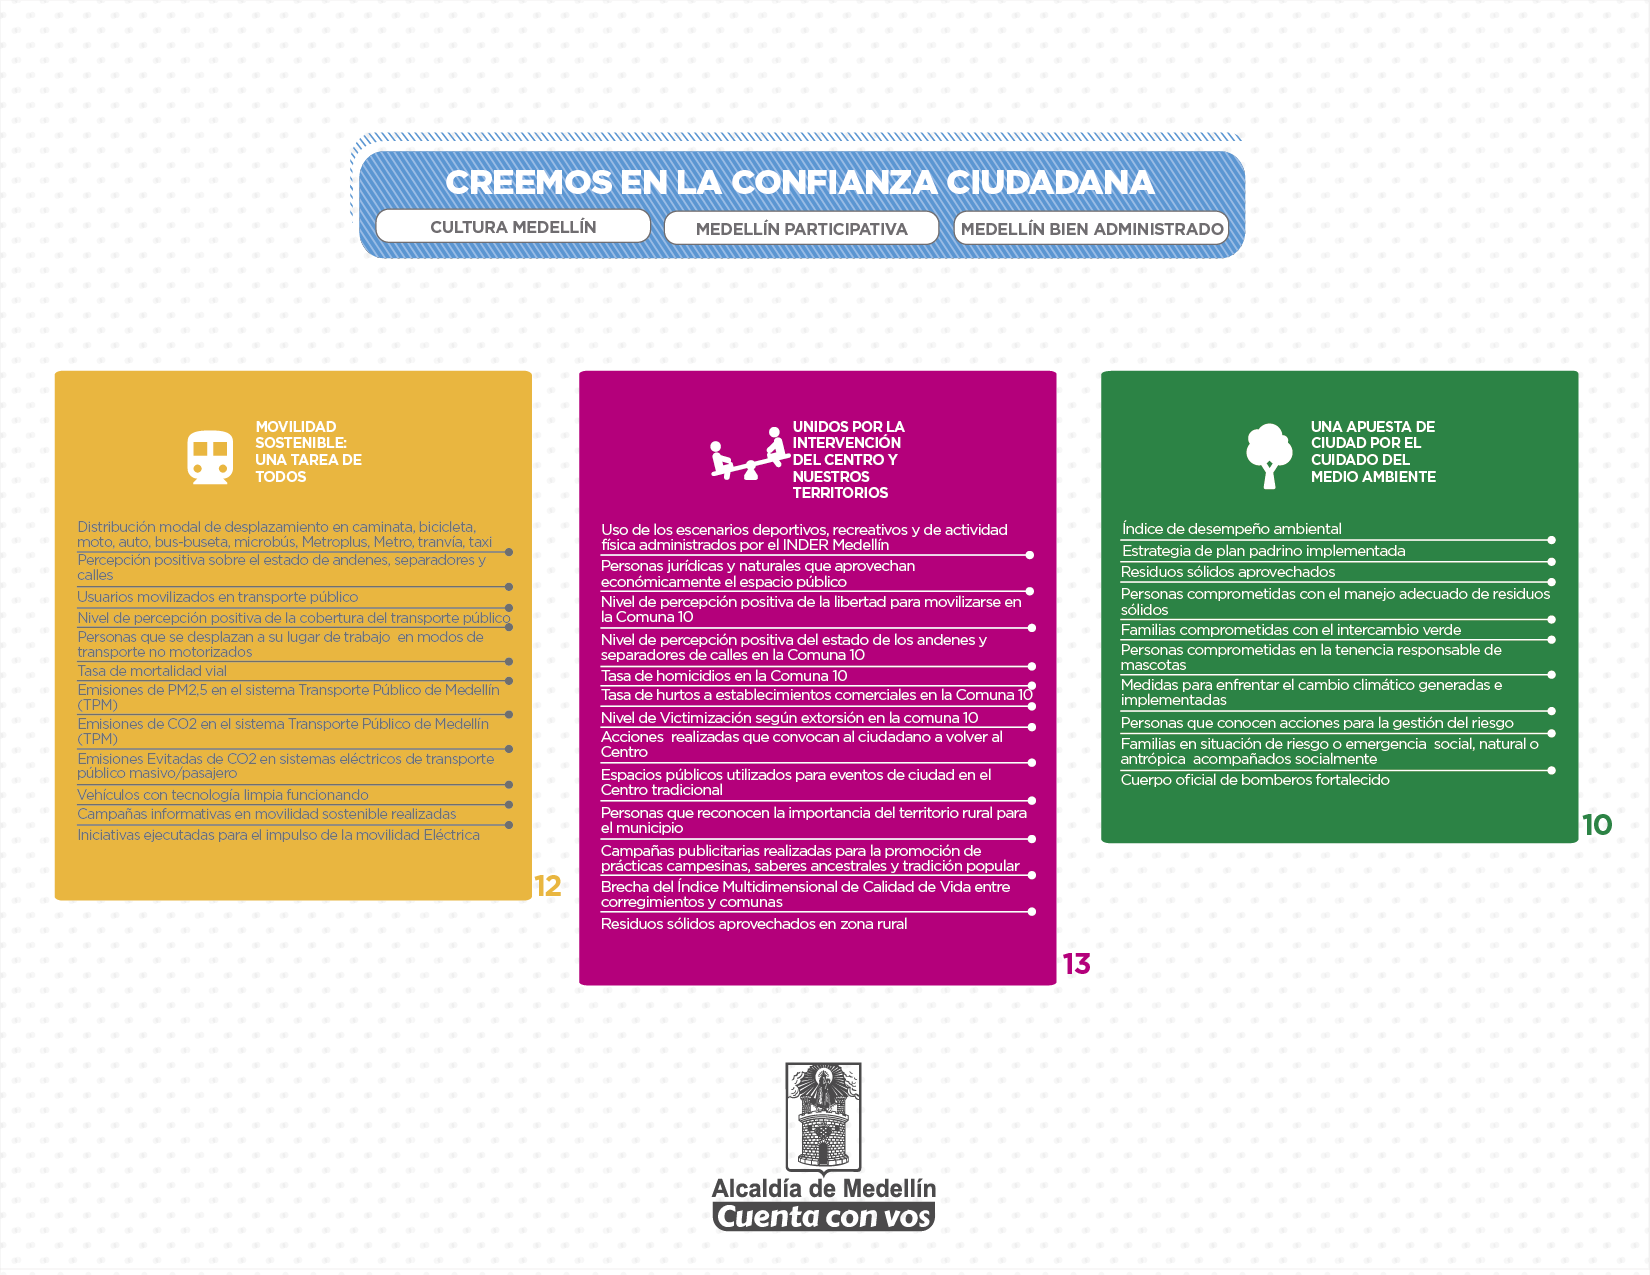 CREEMOS EN LA CONFIANZA CIUDADANA
CULTURA MEDELLÍN
MEDELLÍN PARTICIPATIVA
MEDELLÍN BIEN ADMINISTRADO
MOVILIDAD
SOSTENIBLE:
UNA TAREA DE
TODOS
Distribución modal de desplazamiento en caminata, bicicleta,
moto, auto, bus-buseta, microbús, Metroplus, Metro, tranvía, taxi
Percepción positiva sobre el estado de andenes, separadores y
calles
Usuarios movilizados en transporte público
Nivel de percepción positiva de la cobertura del transporte público
Personas que se desplazan a su lugar de trabajo  en modos de
transporte no motorizados
Tasa de mortalidad vial
Emisiones de PM2,5 en el sistema Transporte Público de Medellín
(TPM)
Emisiones de CO2 en el sistema Transporte Público de Medellín
(TPM)
Emisiones Evitadas de CO2 en sistemas eléctricos de transporte
público masivo/pasajero
Vehículos con tecnología limpia funcionando
Campañas informativas en movilidad sostenible realizadas
Iniciativas ejecutadas para el impulso de la movilidad Eléctrica
12
UNIDOS POR LA
INTERVENCIÓN
DEL CENTRO Y
NUESTROS
TERRITORIOS
Uso de los escenarios deportivos, recreativos y de actividad
física administrados por el INDER Medellín
Personas jurídicas y naturales que aprovechan
económicamente el espacio público
Nivel de percepción positiva de la libertad para movilizarse en
la Comuna 10
Nivel de percepción positiva del estado de los andenes y
separadores de calles en la Comuna 10
Tasa de homicidios en la Comuna 10
Tasa de hurtos a establecimientos comerciales en la Comuna 10
Nivel de Victimización según extorsión en la comuna 10
Acciones  realizadas que convocan al ciudadano a volver al
Centro
Espacios públicos utilizados para eventos de ciudad en el
Centro tradicional
Personas que reconocen la importancia del territorio rural para
el municipio
Campañas publicitarias realizadas para la promoción de
prácticas campesinas, saberes ancestrales y tradición popular
Brecha del Índice Multidimensional de Calidad de Vida entre
corregimientos y comunas
Residuos sólidos aprovechados en zona rural
13
UNA APUESTA DE
CIUDAD POR EL
CUIDADO DEL
MEDIO AMBIENTE
Índice de desempeño ambiental
Estrategia de plan padrino implementada
Residuos sólidos aprovechados
Personas comprometidas con el manejo adecuado de residuos
sólidos
Familias comprometidas con el intercambio verde
Personas comprometidas en la tenencia responsable de
mascotas
Medidas para enfrentar el cambio climático generadas e
implementadas
Personas que conocen acciones para la gestión del riesgo
Familias en situación de riesgo o emergencia  social, natural o
antrópica  acompañados socialmente
Cuerpo oficial de bomberos fortalecido
10
Alcaldía de Medellín
Cuenta con vos